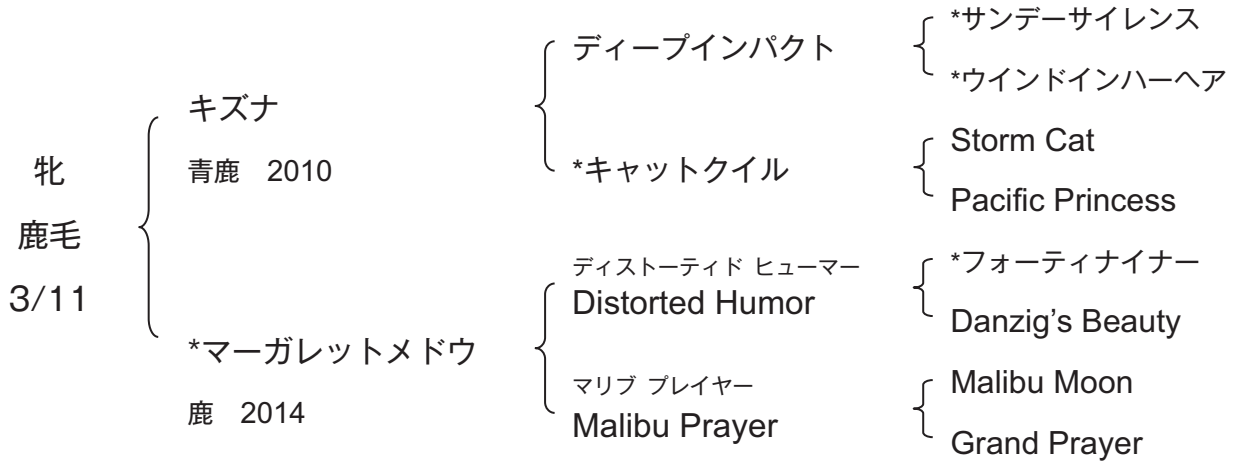 牝
鹿毛
3/11
キズナ
青鹿　2010
*マーガレットメドウ
鹿　2014
ディープインパクト
*キャットクイル
ディストーティド ヒューマー
Distorted Humor
マリブ プレイヤー
Malibu Prayer
*サンデーサイレンス
*ウインドインハーヘア
Storm Cat
Pacific Princess
*フォーティナイナー
Danzig’s Beauty
Malibu Moon
Grand Prayer